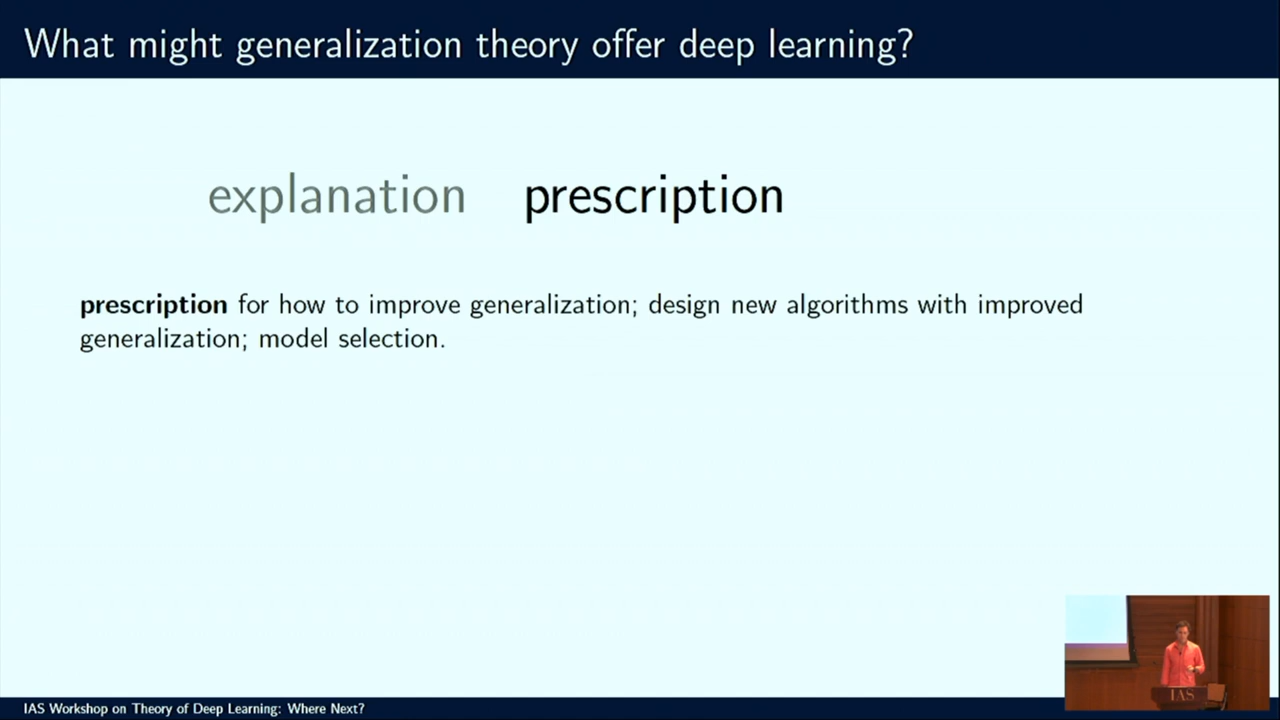 What might generalization theory offer deep learning?
explanation prescription
prescription for how to improve generalization; design new algorithms with improved
generalization; model selection.
IAS
IAS Workshop on Theory of Deep Learning: Where Next?